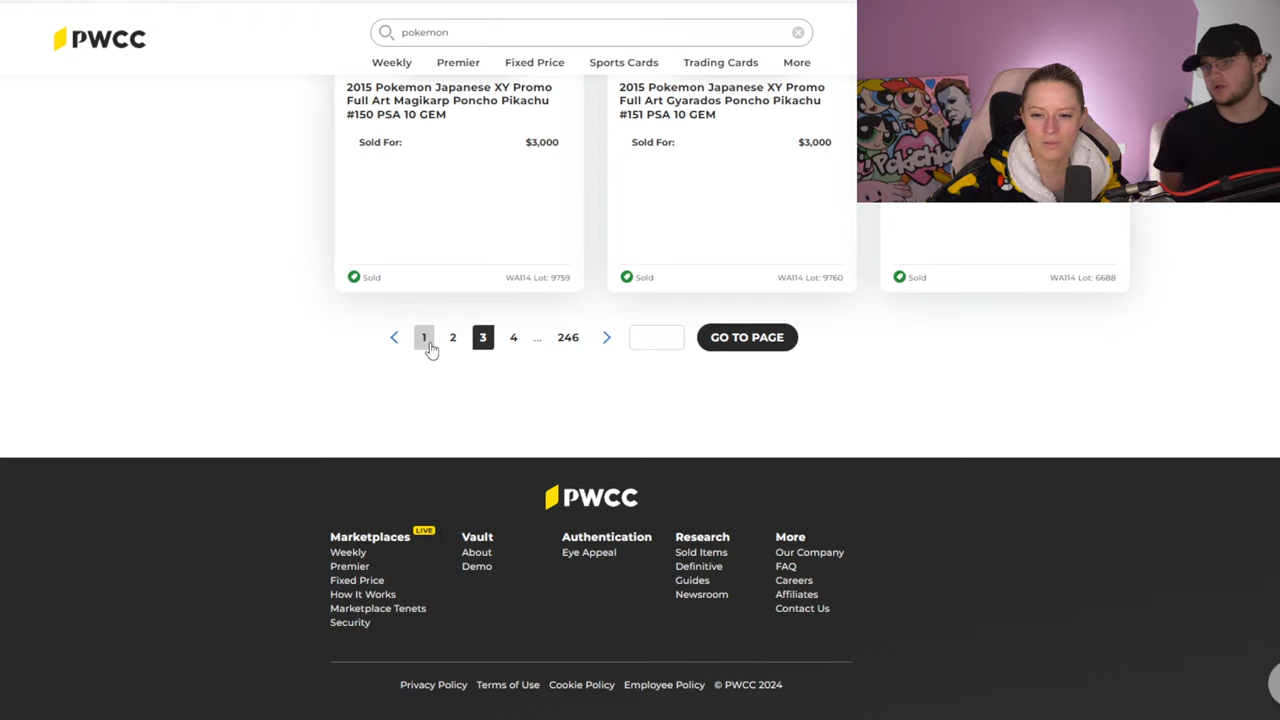 PWCC
pokemon
Weekly Premier Fixed Price Sports Cards Trading Cards More
2015 Pokemon Japanese XY Promo
Full Art Magikarp Poncho Pikachu
#150 PSA 10 GEM
Sold For: $3,000
Sold WA114 Lot: 9759
2015 Pokemon Japanese XY Promo
Full Art Gyarados Poncho Pikachu
#151 PSA 10 GEM
Sold For: $3,000
Sold WA114 Lot: 9760
Sold WA114 Lot: 6688
1 2 3 4 ... 246 GO TO PAGE
PWCC
Marketplaces LIVE
Weekly
Premier
Fixed Price
How It Works
Marketplace Tenets
Security
Vault
About
Demo
Authentication
Eye Appeal
Research
Sold Items
Definitive
Guides
Newsroom
More
Our Company
FAQ
Careers
Affiliates
Contact Us
Privacy Policy Terms of Use Cookie Policy Employee Policy © PWCC 2024